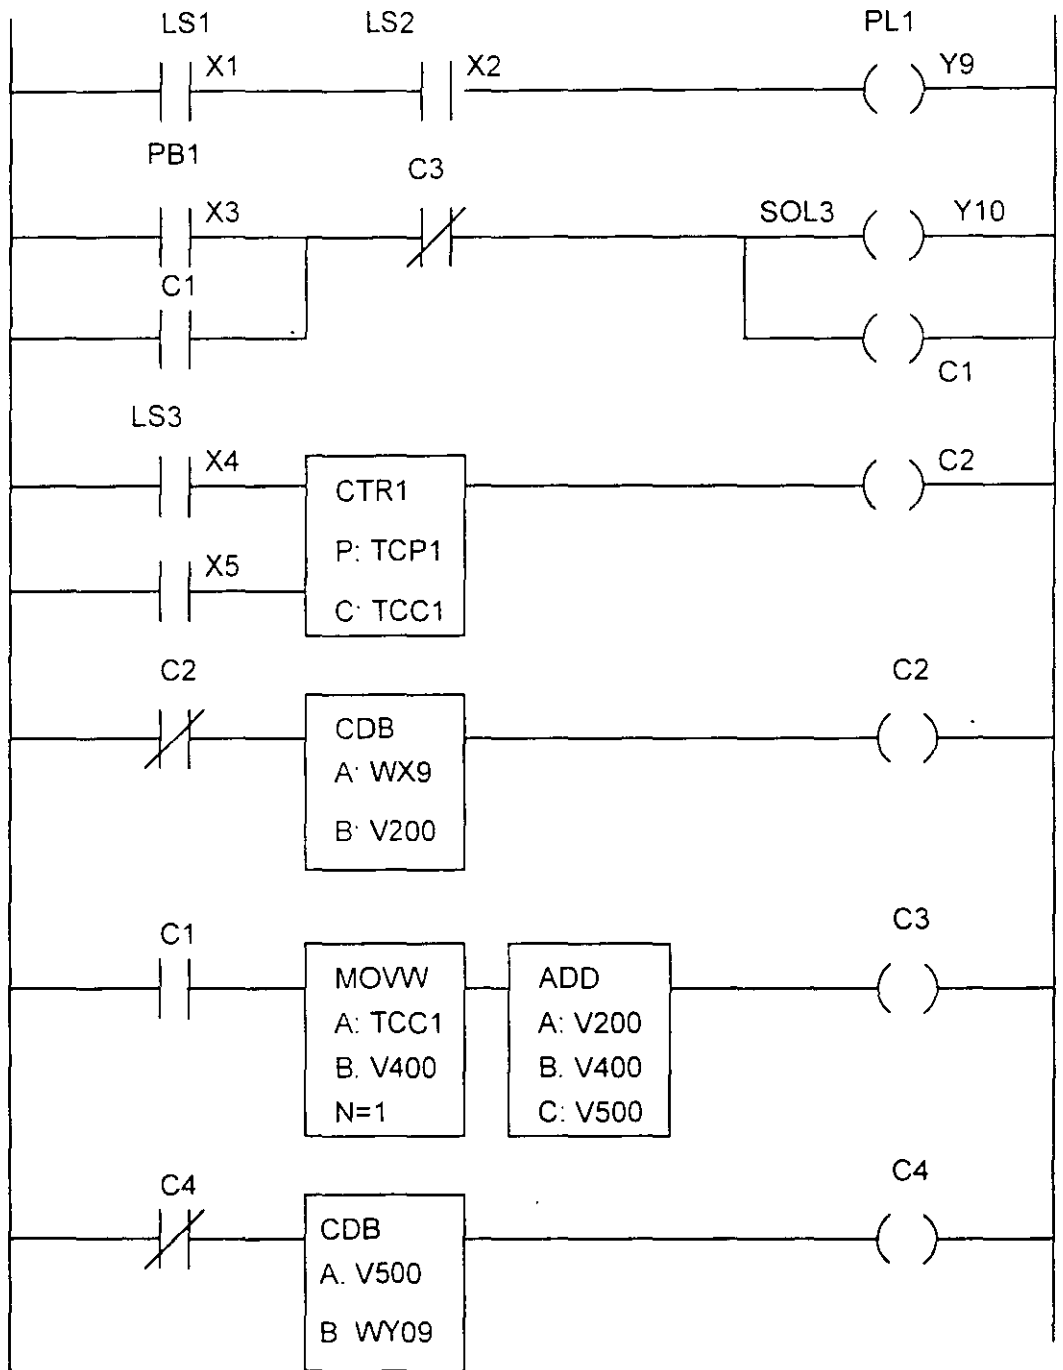 LS1 LS2 PL1
X1 X2 Y9
PB1 C3
X3 SOL3 Y10
C1
C1
LS3
X4 C2
CTR1
P: TCP1
X5
C: TCC1
C2 C2
CDB
A: WX9
B: V200
C1 C3
MOVW ADD
A: TCC1 A: V200
B. V400 B. V400
N=1 C: V500
C4 C4
CDB
A. V500
B WY09